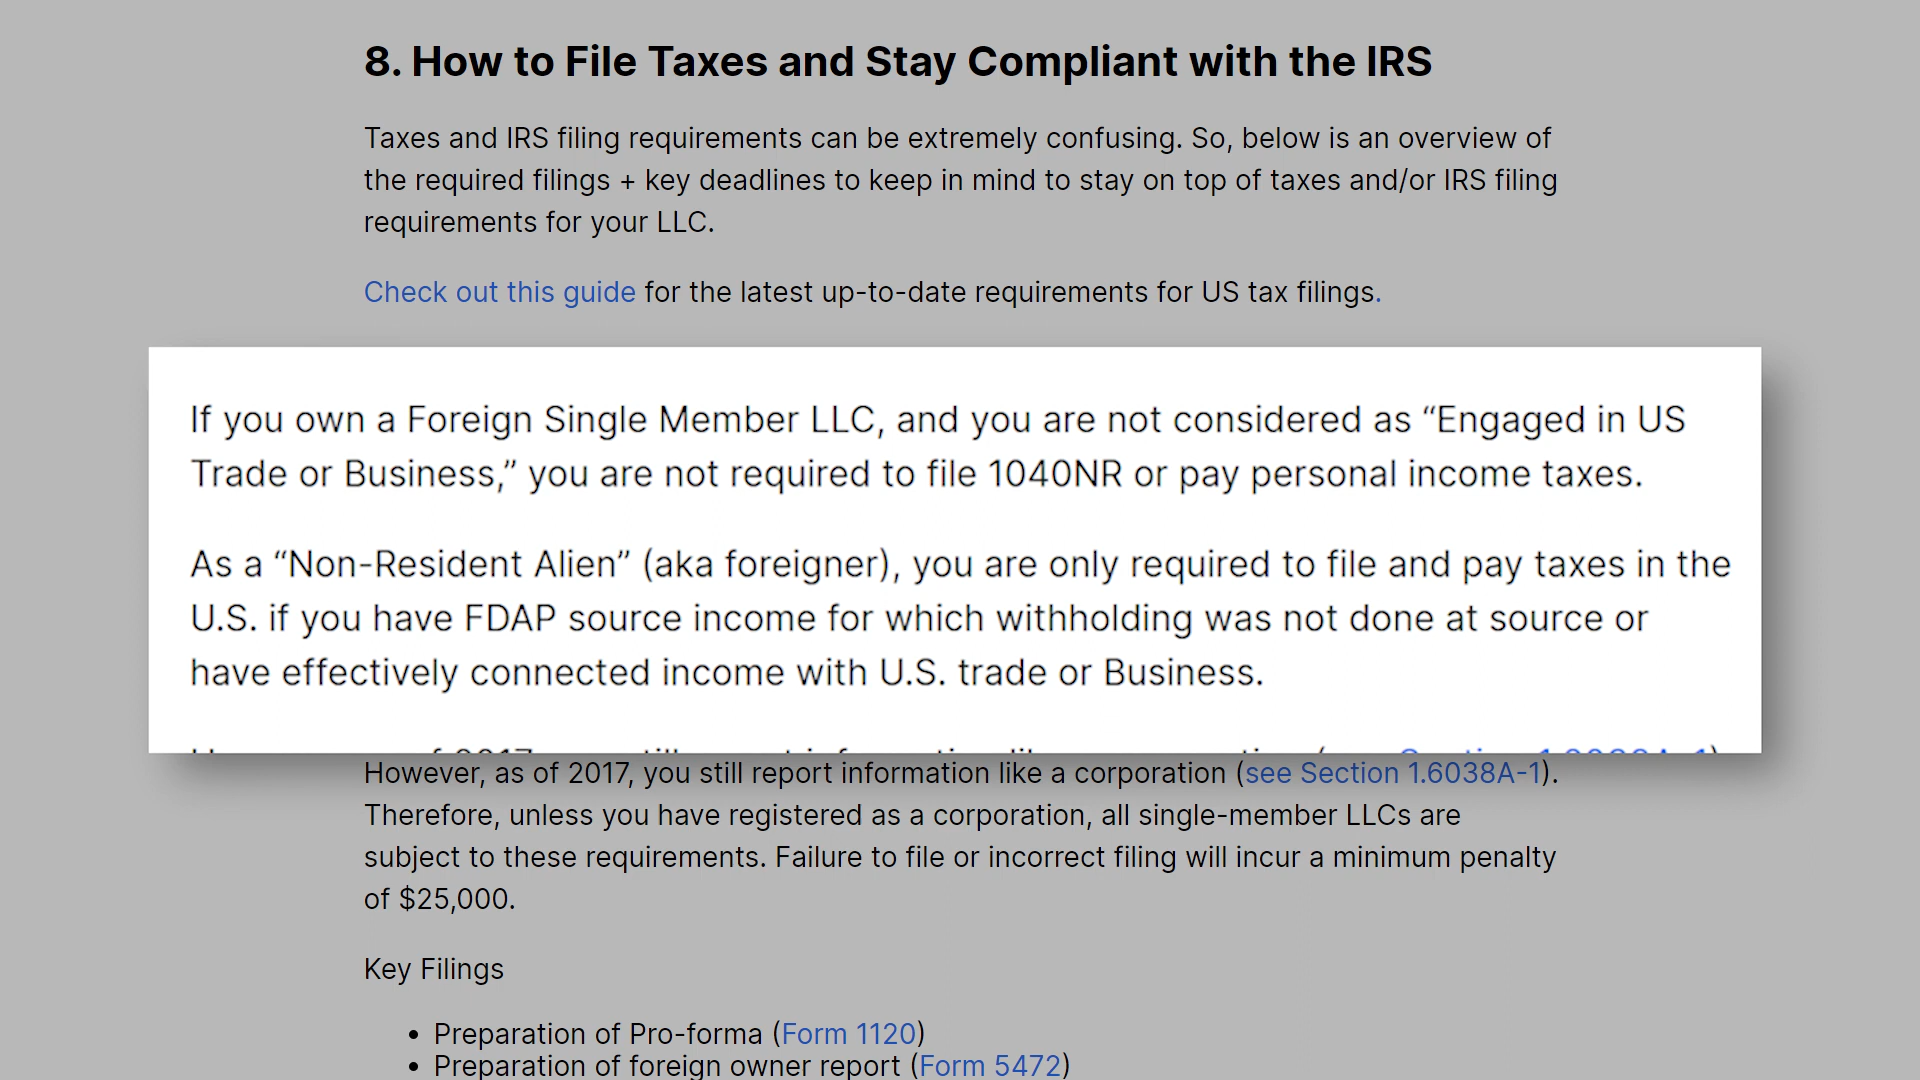 8. How to File Taxes and Stay Compliant with the IRS
Taxes and IRS filing requirements can be extremely confusing. So, below is an overview of
the required filings + key deadlines to keep in mind to stay on top of taxes and/or IRS filing
requirements for your LLC.
Check out this guide for the latest up-to-date requirements for US tax filings.
If you own a Foreign Single Member LLC, and you are not considered as “Engaged in US
Trade or Business,” you are not required to file 1040NR or pay personal income taxes.
As a “Non-Resident Alien” (aka foreigner), you are only required to file and pay taxes in the
U.S. if you have FDAP source income for which withholding was not done at source or
have effectively connected income with U.S. trade or Business.
However, as of 2017, you still report information like a corporation (see Section 1.6038A-1).
Therefore, unless you have registered as a corporation, all single-member LLCs are
subject to these requirements. Failure to file or incorrect filing will incur a minimum penalty
of $25,000.
Key Filings
• Preparation of Pro-forma (Form 1120)
• Preparation of foreign owner report (Form 5472)